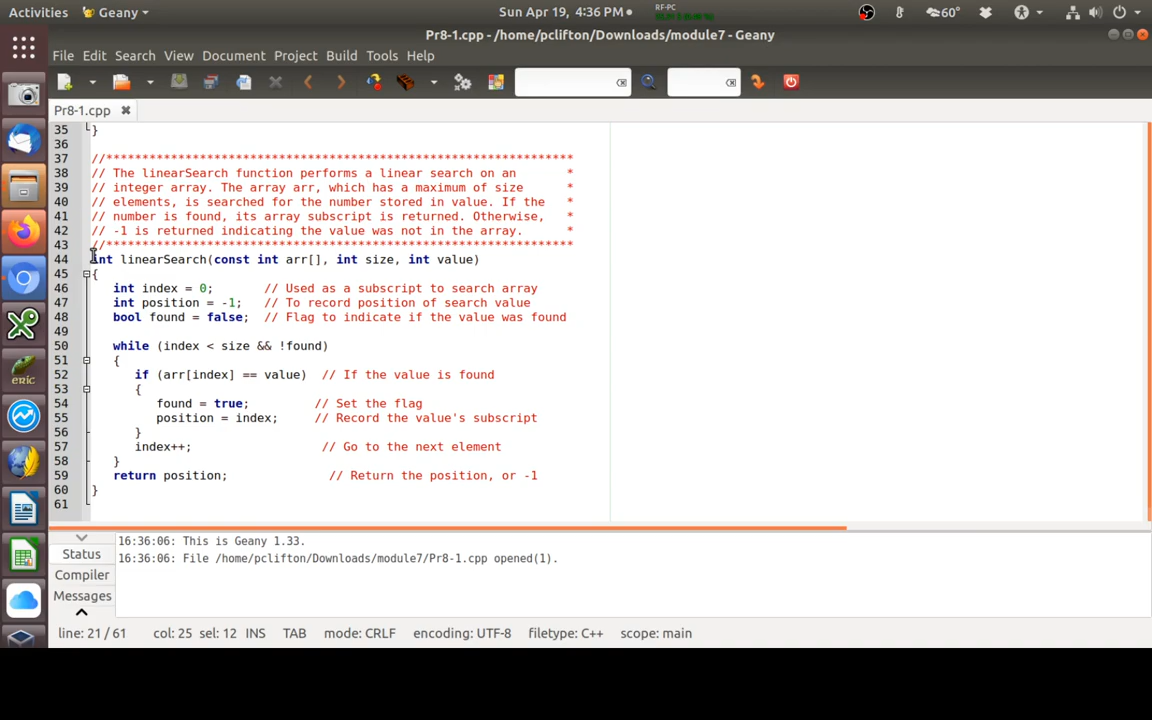 Activities Geany Sun Apr 19, 4:36 PM RF-PC 60°
Pr8-1.cpp - /home/pclifton/Downloads/module7 - Geany
File Edit Search View Document Project Build Tools Help
Pr8-1.cpp
35 }
36
37 //*****************************************************************
38 // The linearSearch function performs a linear search on an *
39 // integer array. The array arr, which has a maximum of size *
40 // elements, is searched for the number stored in value. If the *
41 // number is found, its array subscript is returned. Otherwise, *
42 // -1 is returned indicating the value was not in the array. *
43 //*****************************************************************
44 int linearSearch(const int arr[], int size, int value)
45 {
46 int index = 0; // Used as a subscript to search array
47 int position = -1; // To record position of search value
48 bool found = false; // Flag to indicate if the value was found
49
50 while (index < size && !found)
51 {
52 if (arr[index] == value) // If the value is found
53 {
54 found = true; // Set the flag
55 position = index; // Record the value's subscript
56 }
57 index++; // Go to the next element
58 }
59 return position; // Return the position, or -1
60 }
61
eric
Status
Compiler
Messages
16:36:06: This is Geany 1.33.
16:36:06: File /home/pclifton/Downloads/module7/Pr8-1.cpp opened(1).
line: 21 / 61 col: 25 sel: 12 INS TAB mode: CRLF encoding: UTF-8 filetype: C++ scope: main